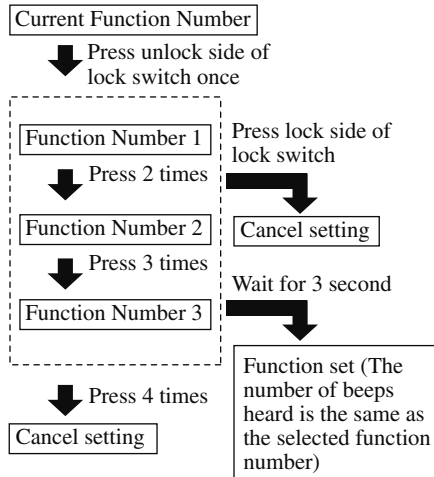 Current Function Number
Press unlock side of
lock switch once
Function Number 1
Press 2 times
Function Number 2
Press 3 times
Function Number 3
Press 4 times
Cancel setting
Press lock side of
lock switch
Cancel setting
Wait for 3 second
Function set (The
number of beeps
heard is the same as
the selected function
number)